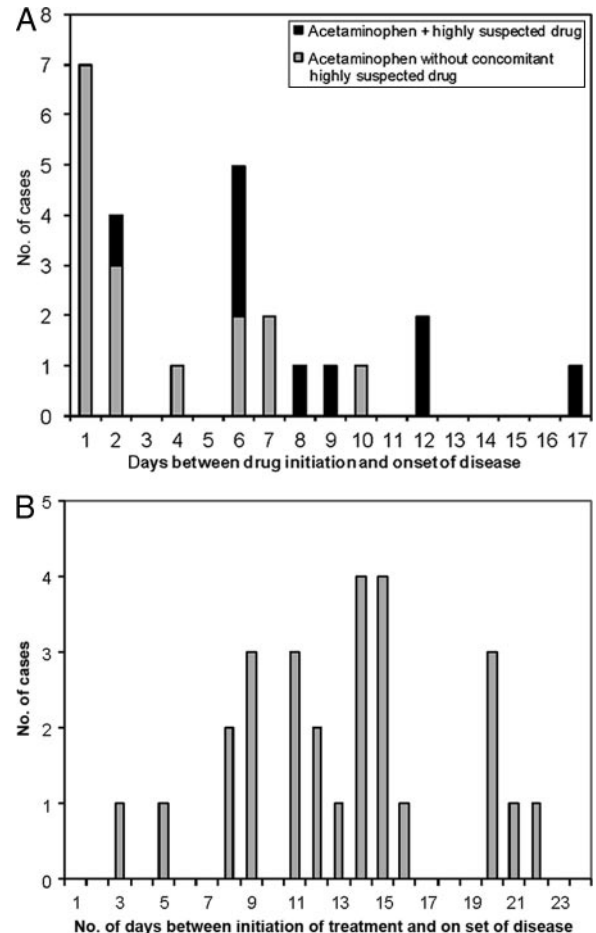 A
8
7
6
5
4
3
2
1
0
No. of cases
Acetaminophen + highly suspected drug
Acetaminophen without concomitant
highly suspected drug
1 2 3 4 5 6 7 8 9 10 11 12 13 14 15 16 17
Days between drug initiation and onset of disease
B
5
4
3
2
1
0
No. of cases
1 3 5 7 9 11 13 15 17 19 21 23
No. of days between initiation of treatment and on set of disease